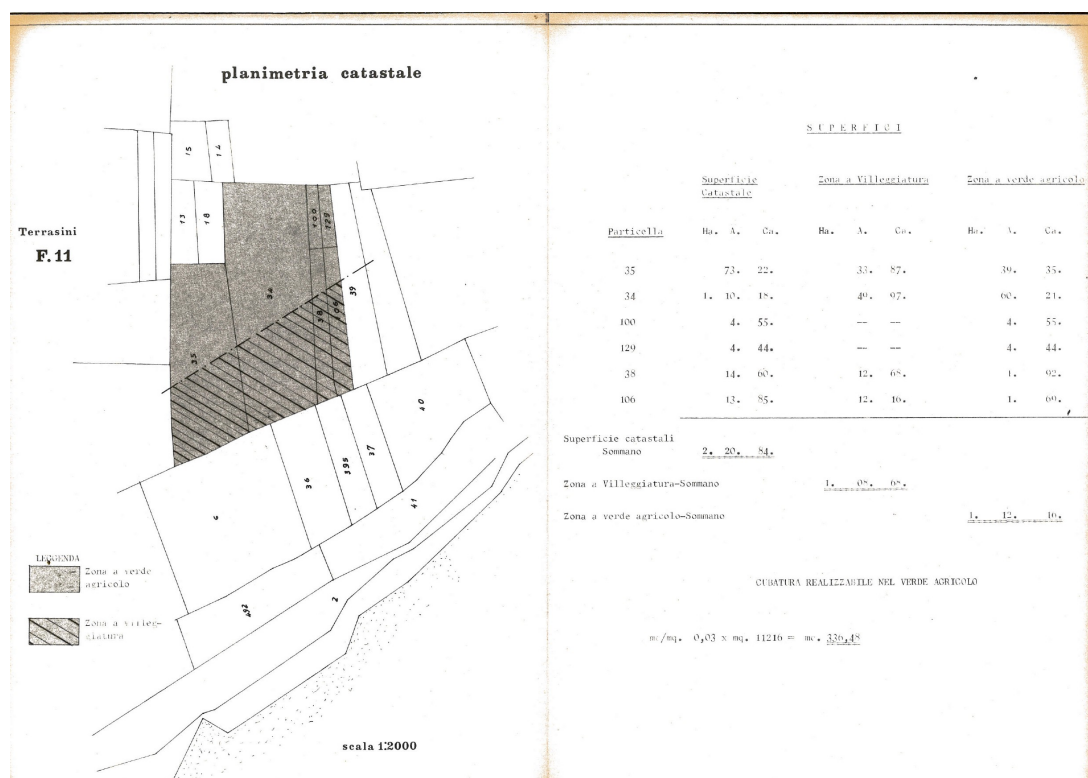 planimetria catastale
15
14
13
18
100
129
Terrasini
F. 11
34
39
38
106
35
40
36
395
37
6
41
492
2
LEGGENDA
Zona a verde
agricolo
Zona a villeg-
giatura
scala 1:2000
SUPERFICI
Superficie Catastale Zona a Villeggiatura Zona a verde agricolo
Particella Ha. A. Ca. Ha. A. Ca. Ha. A. Ca.
35 73. 22. 33. 87. 39. 35.
34 1. 10. 18. 49. 97. 60. 21.
100 4. 55. -- -- 4. 55.
129 4. 44. -- -- 4. 44.
38 14. 60. 12. 68. 1. 92.
106 13. 85. 12. 16. 1. 69.
Superficie catastali
Sommano 2. 20. 84.
Zona a Villeggiatura-Sommano 1. 08. 68.
Zona a verde agricolo-Sommano 1. 12. 16.
CUBATURA REALIZZABILE NEL VERDE AGRICOLO
mc/mq. 0,03 x mq. 11216 = mc. 336,48